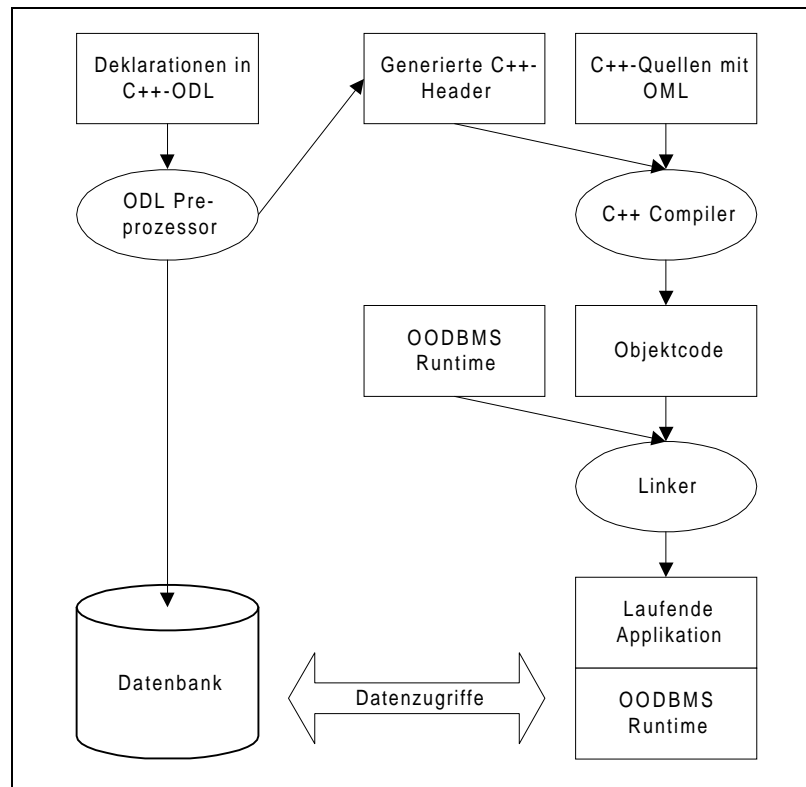 Deklarationen in
C++-ODL
Generierte C++-
Header
C++-Quellen mit
OML
ODL Pre-
prozessor
C++ Compiler
OODBMS
Runtime
Objektcode
Linker
Laufende
Applikation
Datenbank
Datenzugriffe
OODBMS
Runtime